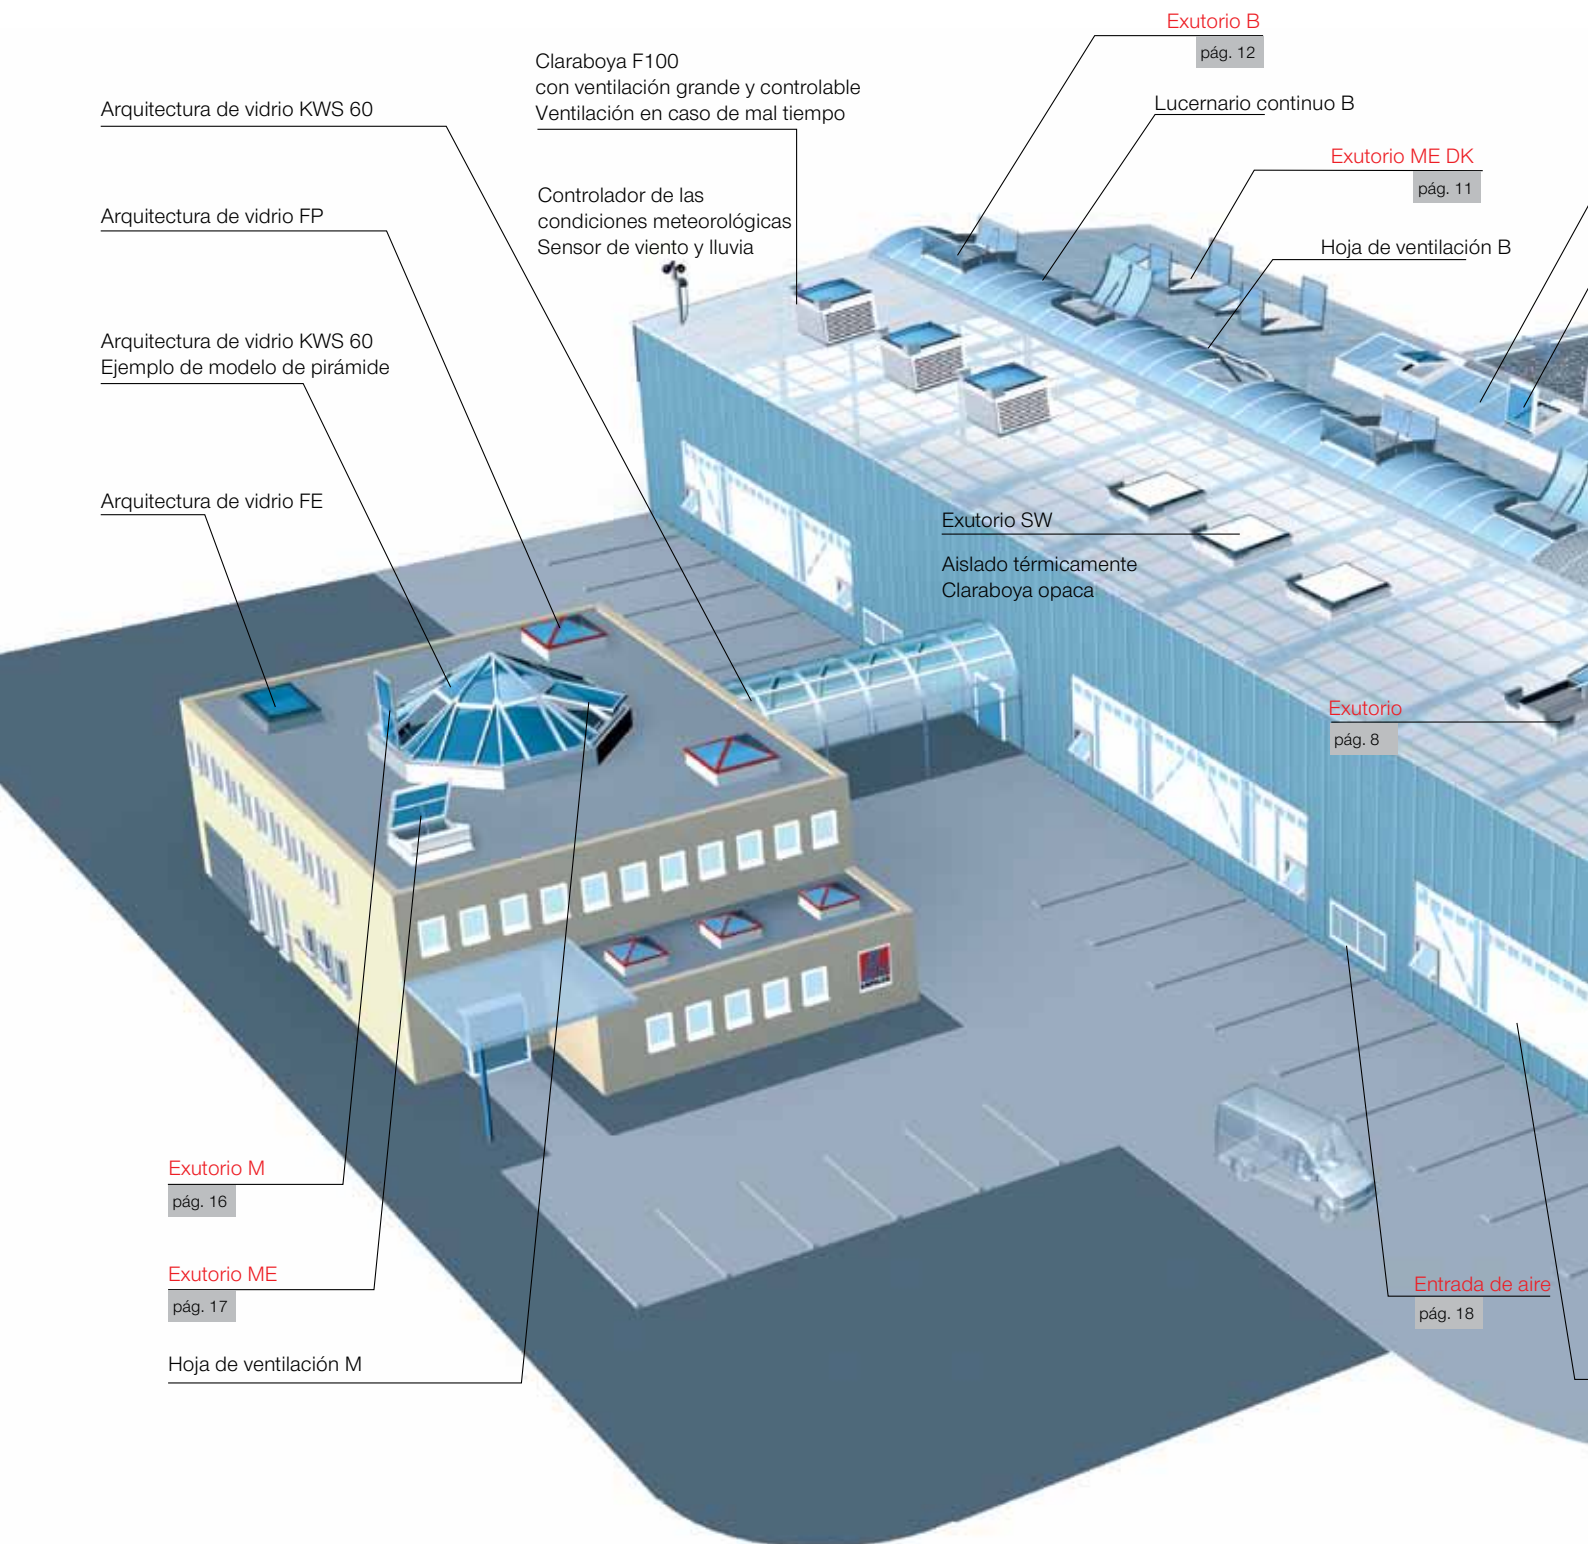 Exutorio B
pág. 12
Claraboya F100
con ventilación grande y controlable
Ventilación en caso de mal tiempo
Arquitectura de vidrio KWS 60
Lucernario continuo B
Exutorio ME DK
pág. 11
Controlador de las
condiciones meteorológicas
Sensor de viento y lluvia
Arquitectura de vidrio FP
Hoja de ventilación B
Arquitectura de vidrio KWS 60
Ejemplo de modelo de pirámide
Arquitectura de vidrio FE
Exutorio SW
Aislado térmicamente
Claraboya opaca
Exutorio
pág. 8
Exutorio M
pág. 16
Exutorio ME
pág. 17
Entrada de aire
pág. 18
Hoja de ventilación M